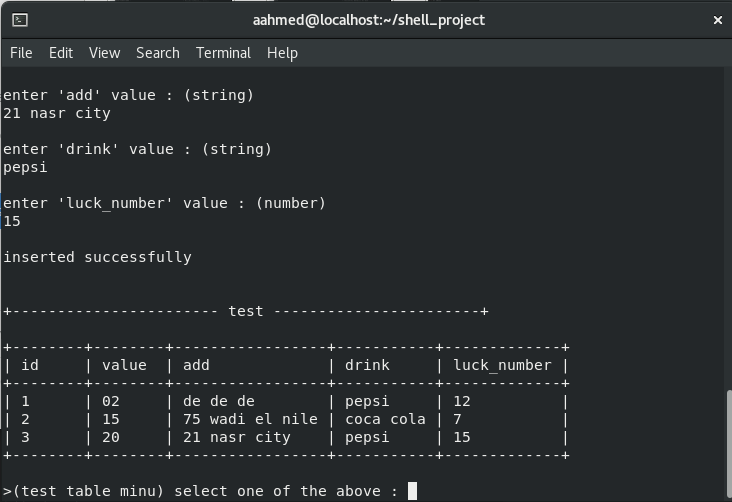 aahmed@localhost:~/shell_project
File Edit View Search Terminal Help
enter 'add' value : (string)
21 nasr city
enter 'drink' value : (string)
pepsi
enter 'luck_number' value : (number)
15
inserted successfully
+----------------------- test -----------------------+
+--------+--------+-----------------+-----------+-------------+
| id     | value  | add             | drink     | luck_number |
+--------+--------+-----------------+-----------+-------------+
| 1      | 02     | de de de        | pepsi     | 12          |
| 2      | 15     | 75 wadi el nile | coca cola | 7           |
| 3      | 20     | 21 nasr city    | pepsi     | 15          |
+--------+--------+-----------------+-----------+-------------+
>(test table minu) select one of the above :